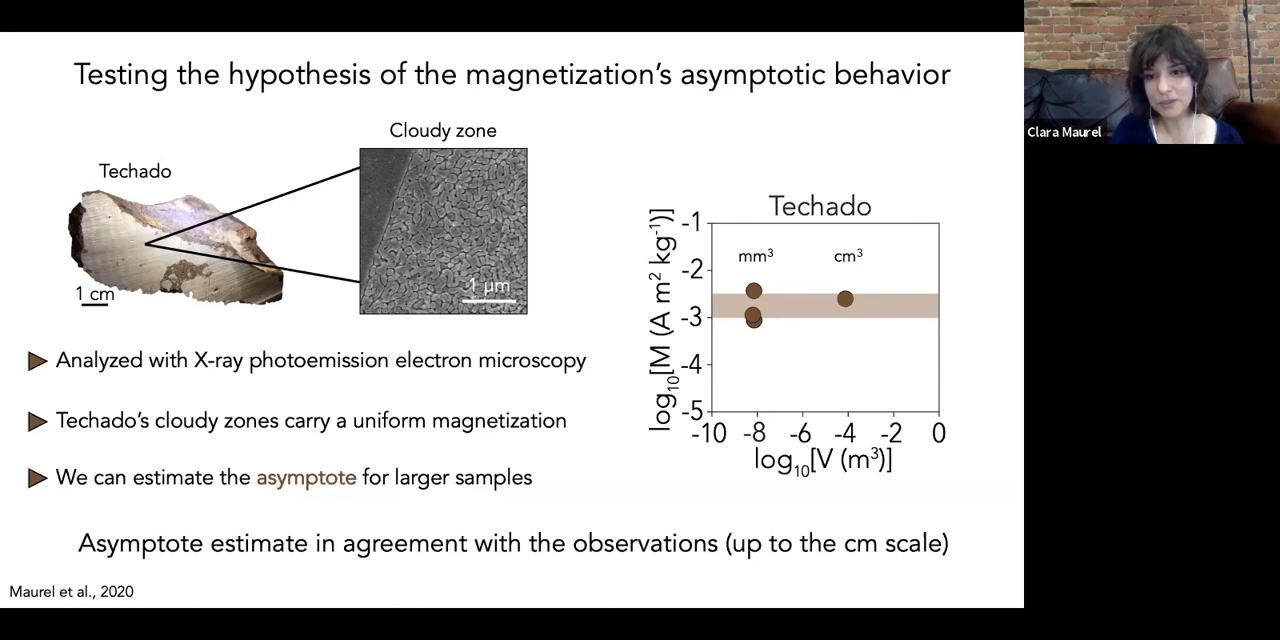 Testing the hypothesis of the magnetization's asymptotic behavior
Clara Maurel
Techado
Cloudy zone
1 cm
1 µm
▶ Analyzed with X-ray photoemission electron microscopy
▶ Techado's cloudy zones carry a uniform magnetization
▶ We can estimate the asymptote for larger samples
Techado
mm³
cm³
log₁₀[M (A m² kg⁻¹)]
-1
-2
-3
-4
-5
-10 -8 -6 -4 -2 0
log₁₀[V (m³)]
Asymptote estimate in agreement with the observations (up to the cm scale)
Maurel et al., 2020